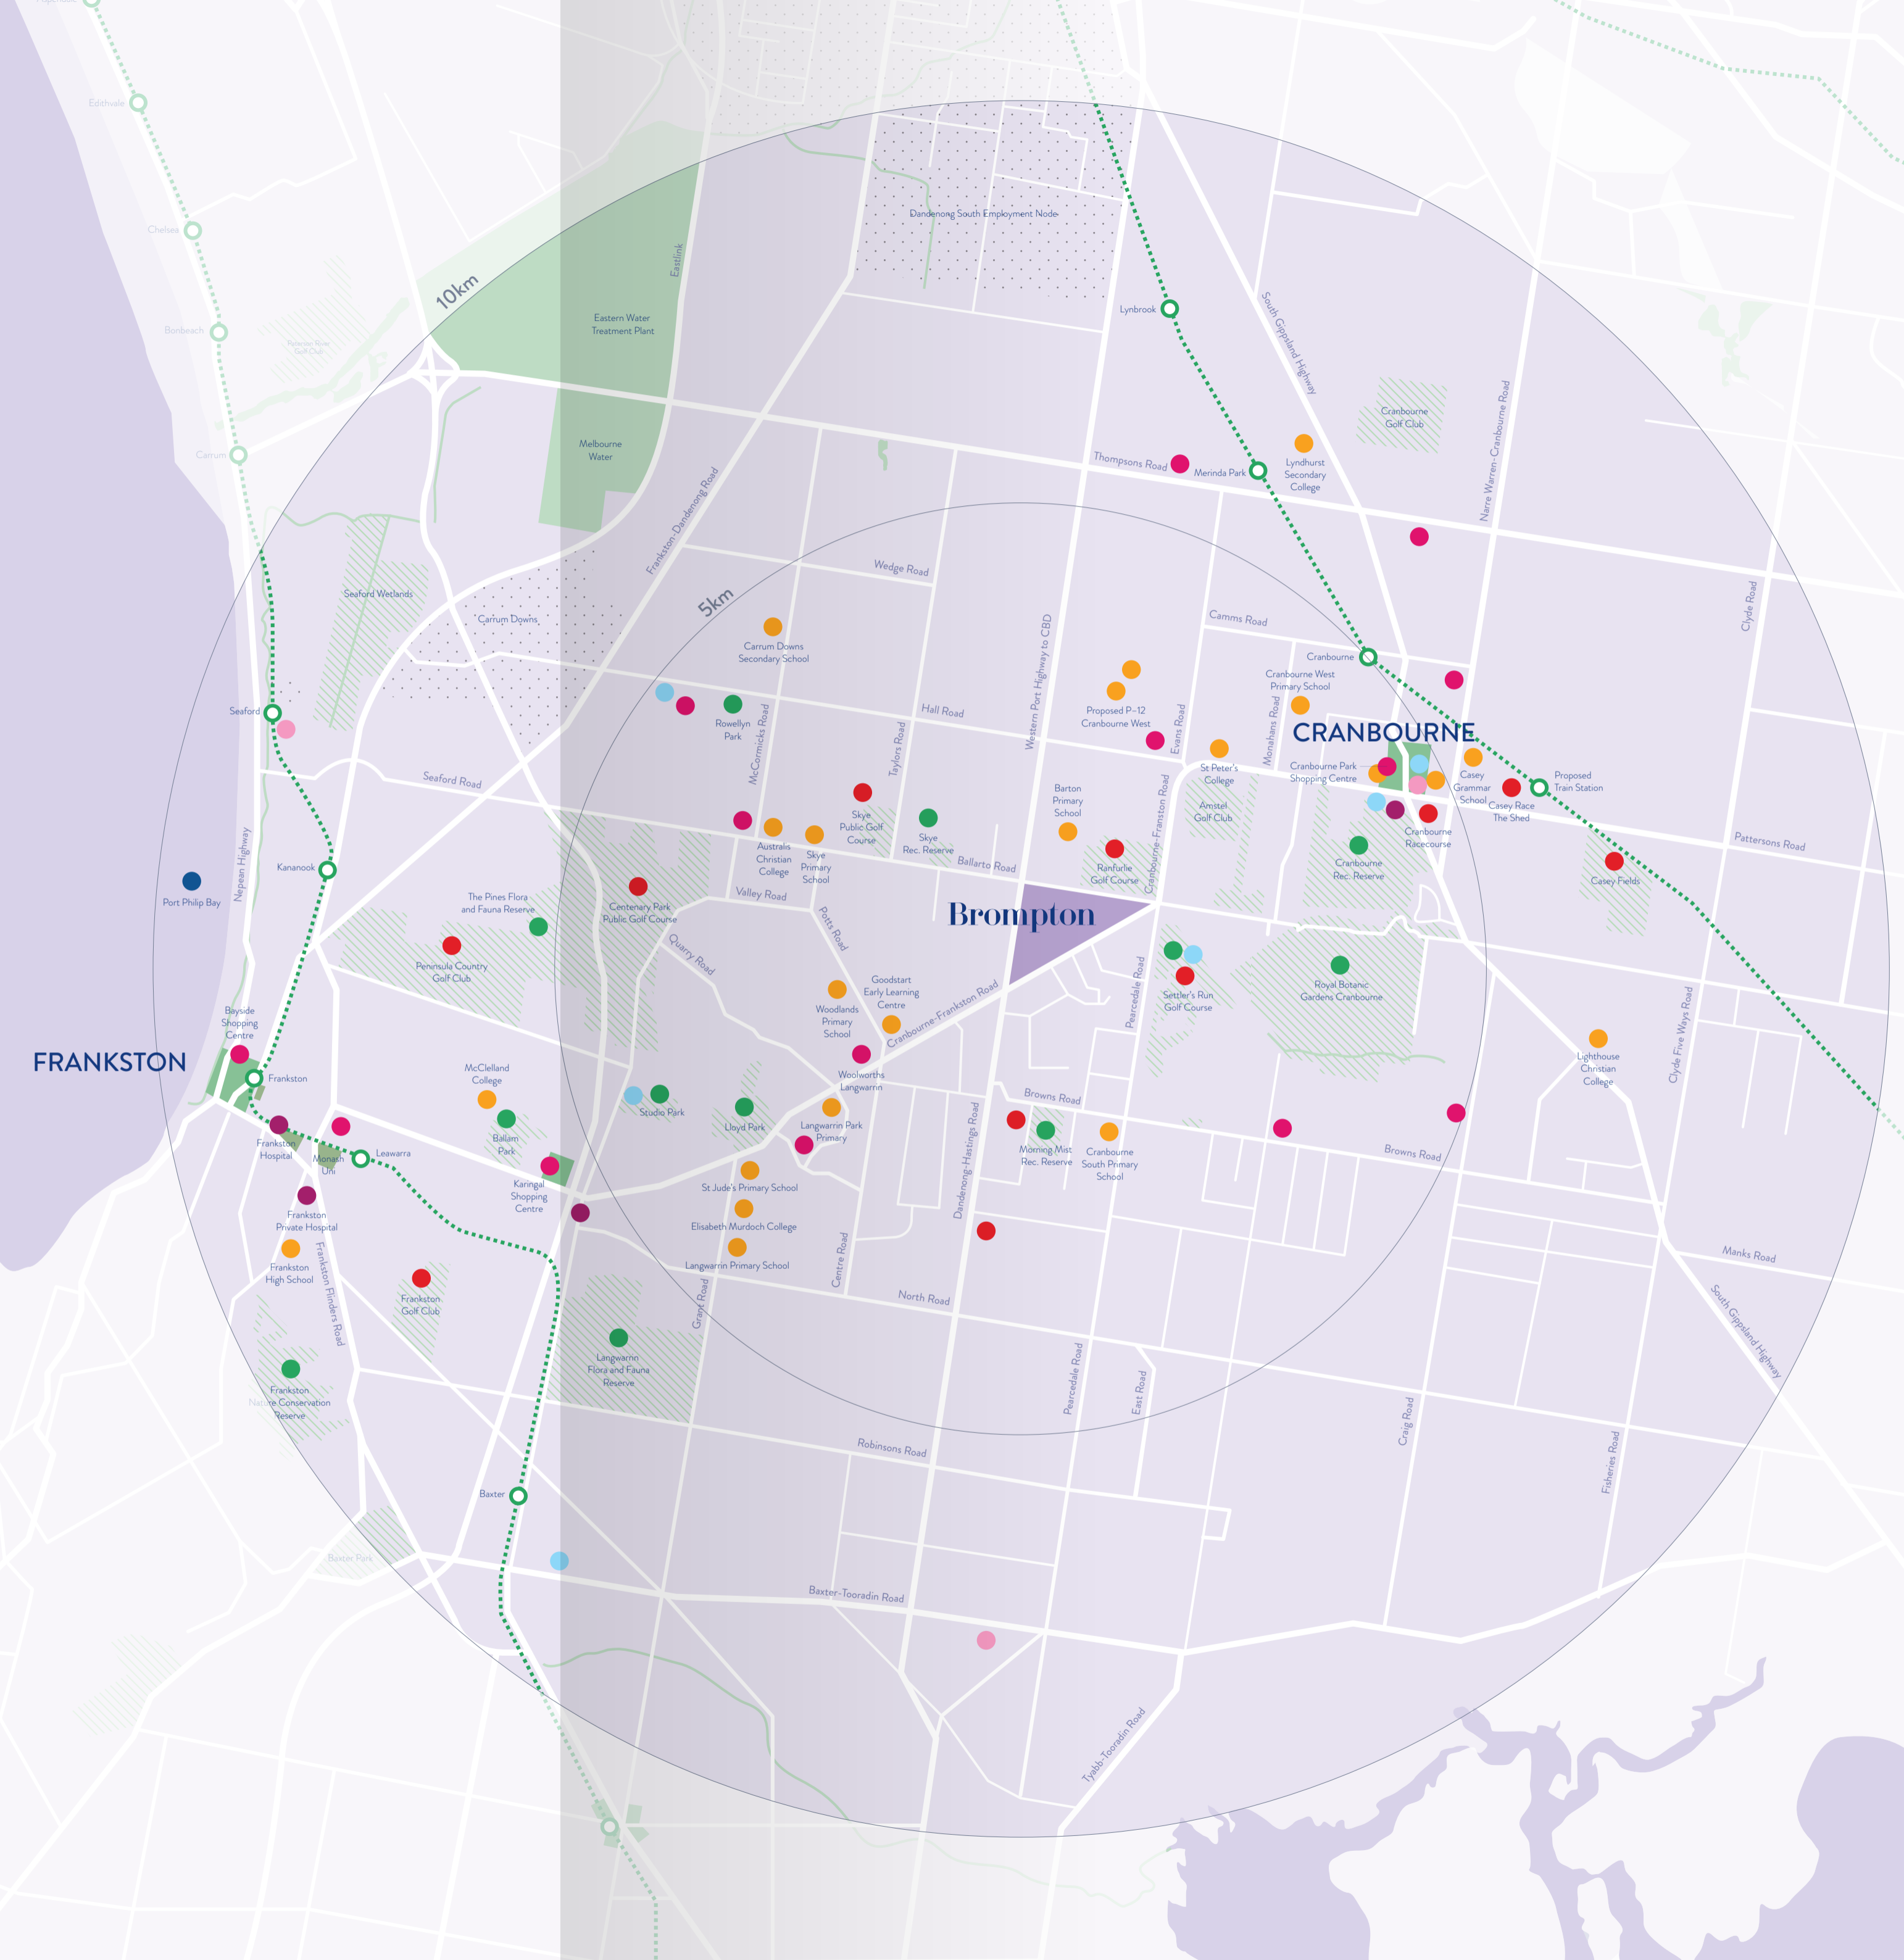 Edithvale
Chelsea
Bonbeach
Carrum
Paterson River
Golf Club
10km
Eastlink
Eastern Water
Treatment Plant
Melbourne
Water
Dandenong South Employment Node
Lynbrook
South Gippsland Highway
Cranbourne
Golf Club
Narre Warren-Cranbourne Road
Thompsons Road
Merinda Park
Lyndhurst
Secondary
College
Frankston-Dandenong Road
Wedge Road
5km
Seaford Wetlands
Carrum Downs
Carrum Downs
Secondary School
Camms Road
Clyde Road
Cranbourne
Cranbourne West
Primary School
Western Port Highway to CBD
Proposed P-12
Cranbourne West
Evans Road
Monahans Road
CRANBOURNE
Seaford
Rowellyn
Park
McCormicks Road
Hall Road
Taylors Road
St Peter's
College
Cranbourne Park
Shopping Centre
Casey
Grammar
School
Casey Race
The Shed
Proposed
Train Station
Seaford Road
Skye
Public Golf
Course
Skye
Rec. Reserve
Barton
Primary
School
Amstel
Golf Club
Cranbourne
Racecourse
Pattersons Road
Nepean Highway
Kananook
Port Philip Bay
Australis
Christian
College
Skye
Primary
School
Ballarto Road
Ranfurlie
Golf Course
Cranbourne-Franston Road
Cranbourne
Rec. Reserve
Casey Fields
The Pines Flora
and Fauna Reserve
Centenary Park
Public Golf Course
Valley Road
Potts Road
Brompton
Peninsula Country
Golf Club
Quarry Road
Goodstart
Early Learning
Centre
Woodlands
Primary
School
Cranbourne-Frankston Road
Pearcedale Road
Settler's Run
Golf Course
Royal Botanic
Gardens Cranbourne
Clyde Five Ways Road
Bayside
Shopping
Centre
FRANKSTON
Frankston
McClelland
College
Woolworths
Langwarrin
Lighthouse
Christian
College
Studio Park
Lloyd Park
Langwarrin Park
Primary
Browns Road
Frankston
Hospital
Monash
Uni
Leawarra
Ballam
Park
Morning Mist
Rec. Reserve
Cranbourne
South Primary
School
Browns Road
Karingal
Shopping
Centre
St Jude's Primary School
Dandenong-Hastings Road
Frankston
Private Hospital
Elisabeth Murdoch College
Frankston
High School
Frankston Flinders Road
Langwarrin Primary School
Centre Road
Manks Road
Frankston
Golf Club
Grant Road
North Road
South Gippsland Highway
Langwarrin
Flora and Fauna
Reserve
Frankston
Nature Conservation
Reserve
Pearcedale Road
East Road
Craig Road
Fisheries Road
Robinsons Road
Baxter
Baxter Park
Baxter-Tooradin Road
Tyabb-Tooradin Road